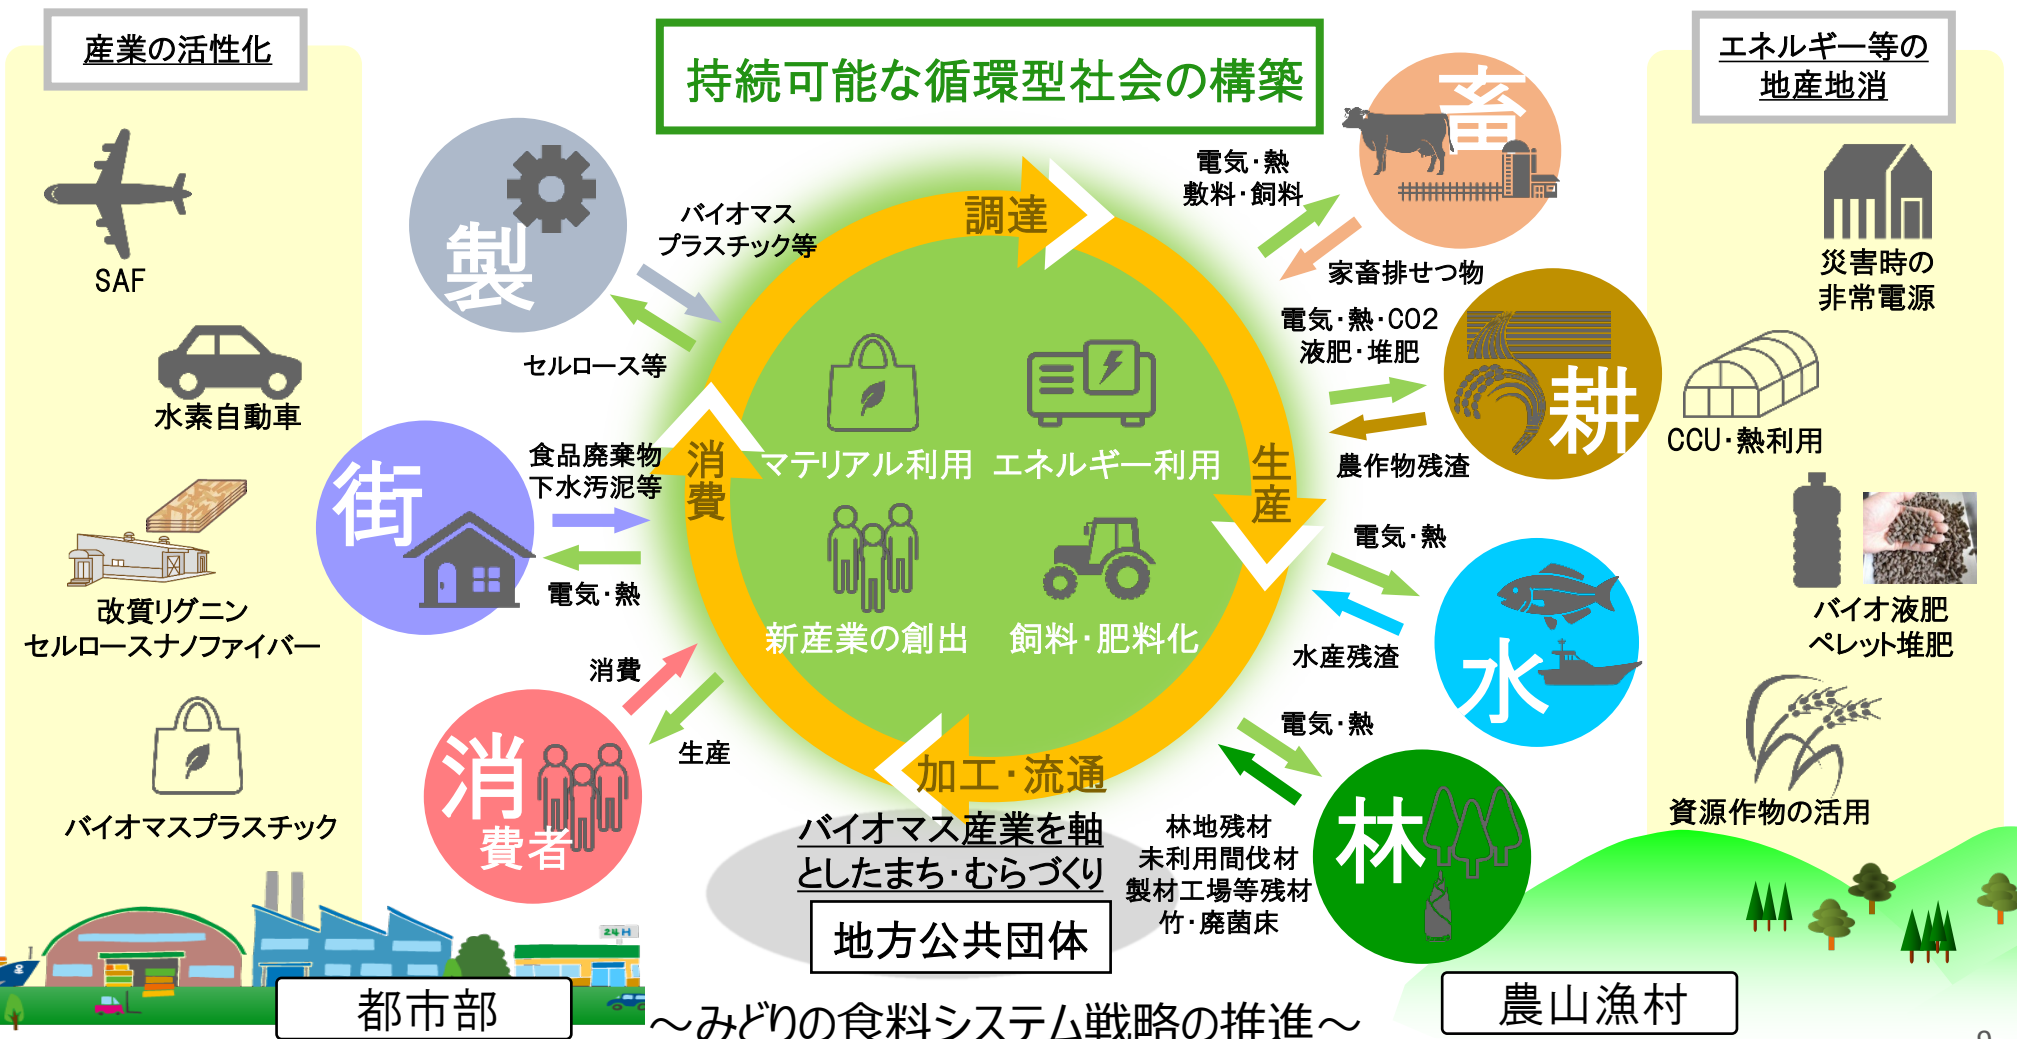 産業の活性化
SAF
水素自動車
改質リグニン
セルロースナノファイバー
バイオマスプラスチック
持続可能な循環型社会の構築
製
バイオマス
プラスチック等
セルロース等
街
食品廃棄物
下水汚泥等
電気・熱
消費
生産
消
費者
調達
生
産
加工・流通
消
費
マテリアル利用
エネルギー利用
新産業の創出
飼料・肥料化
畜
電気・熱
敷料・飼料
家畜排せつ物
耕
電気・熱・CO2
液肥・堆肥
農作物残渣
水
電気・熱
水産残渣
林
電気・熱
林地残材
未利用間伐材
製材工場等残材
竹・廃菌床
エネルギー等の
地産地消
災害時の
非常電源
CCU・熱利用
バイオ液肥
ペレット堆肥
資源作物の活用
バイオマス産業を軸
としたまち・むらづくり
地方公共団体
24H
都市部
～みどりの食料システム戦略の推進～
農山漁村